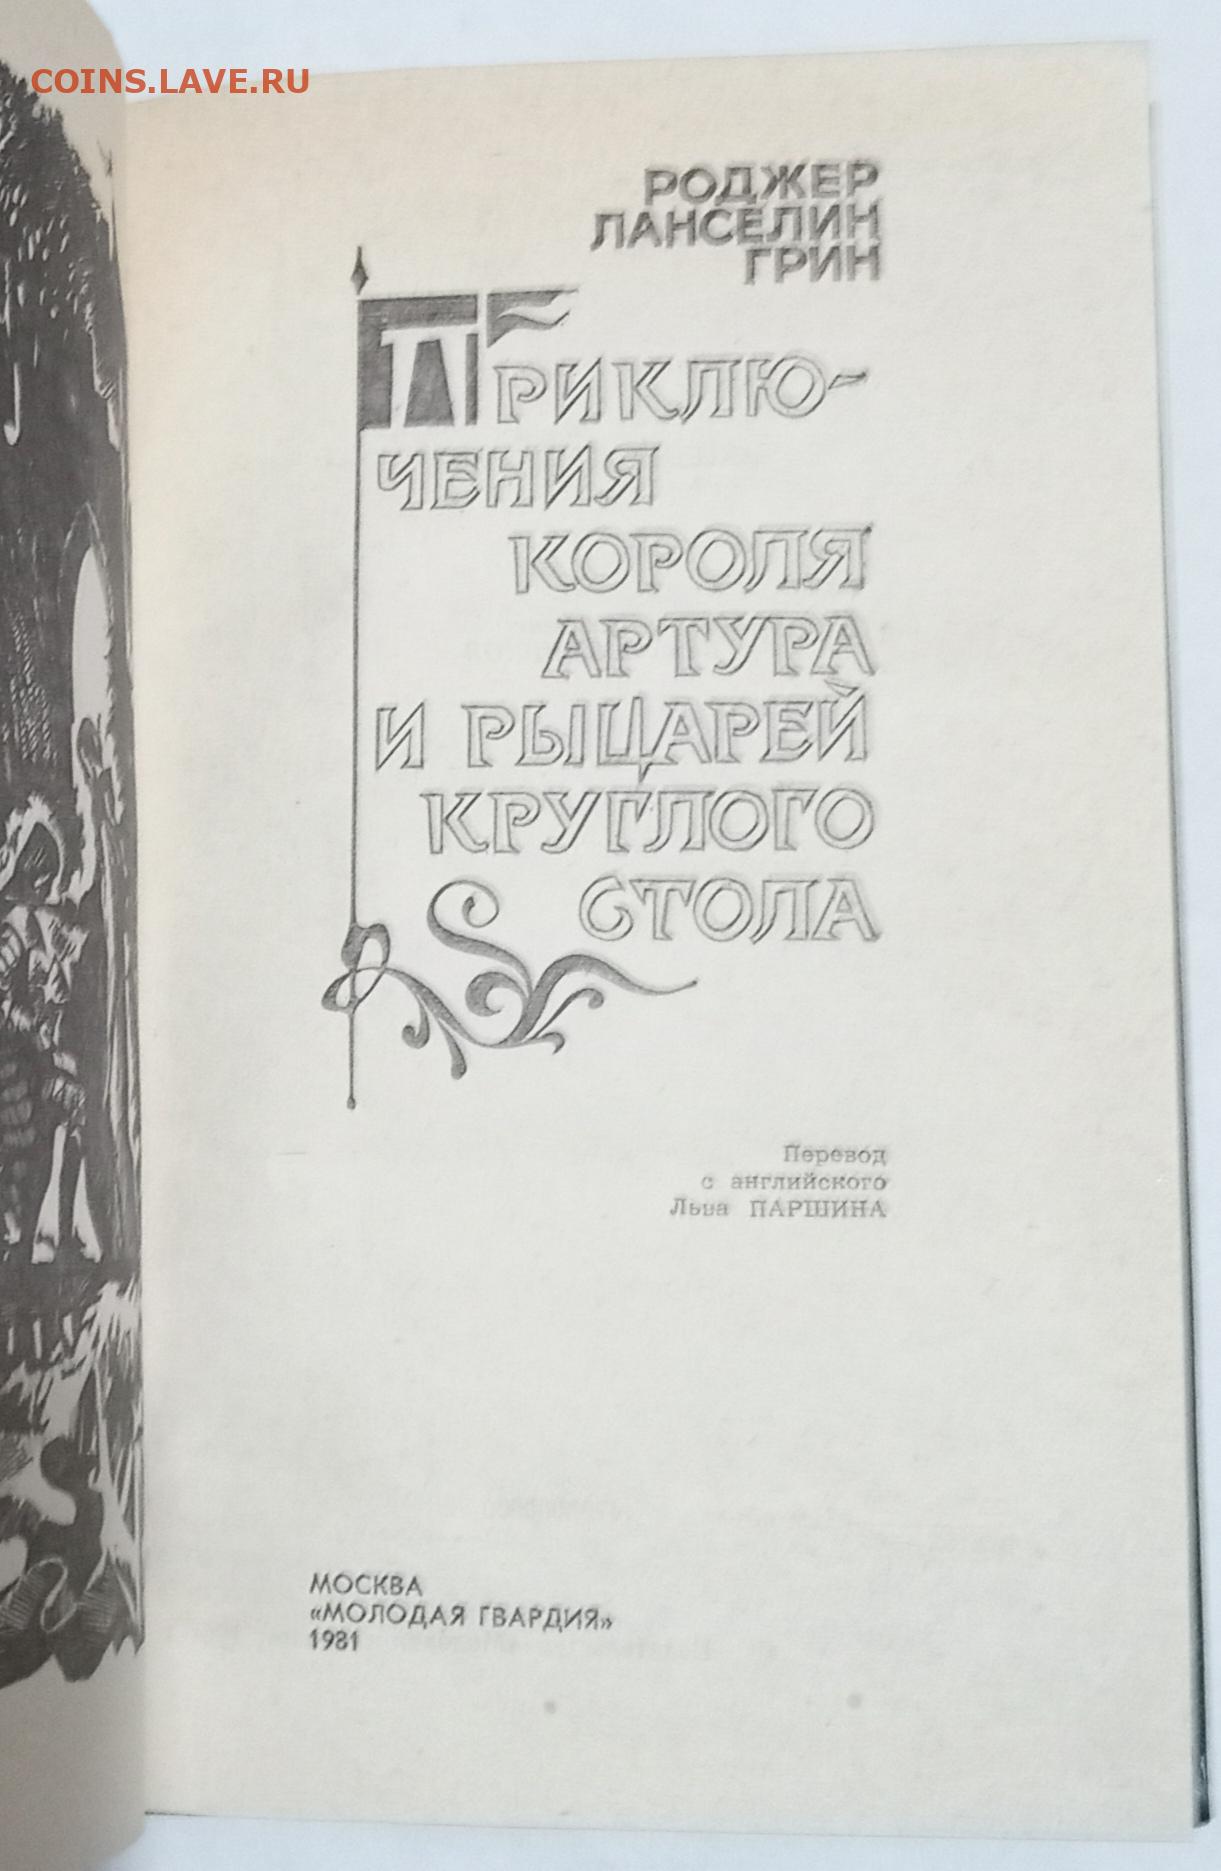 COINS.LAVE.RU
РОДЖЕР
ЛАНСЕЛИН
ГРИН
ПРИКЛЮ-
ЧЕНИЯ
КОРОЛЯ
АРТУРА
И РЫЦАРЕЙ
КРУГЛОГО
СТОЛА
Перевод
с английского
Льва ПАРШИНА
МОСКВА
«МОЛОДАЯ ГВАРДИЯ»
1981